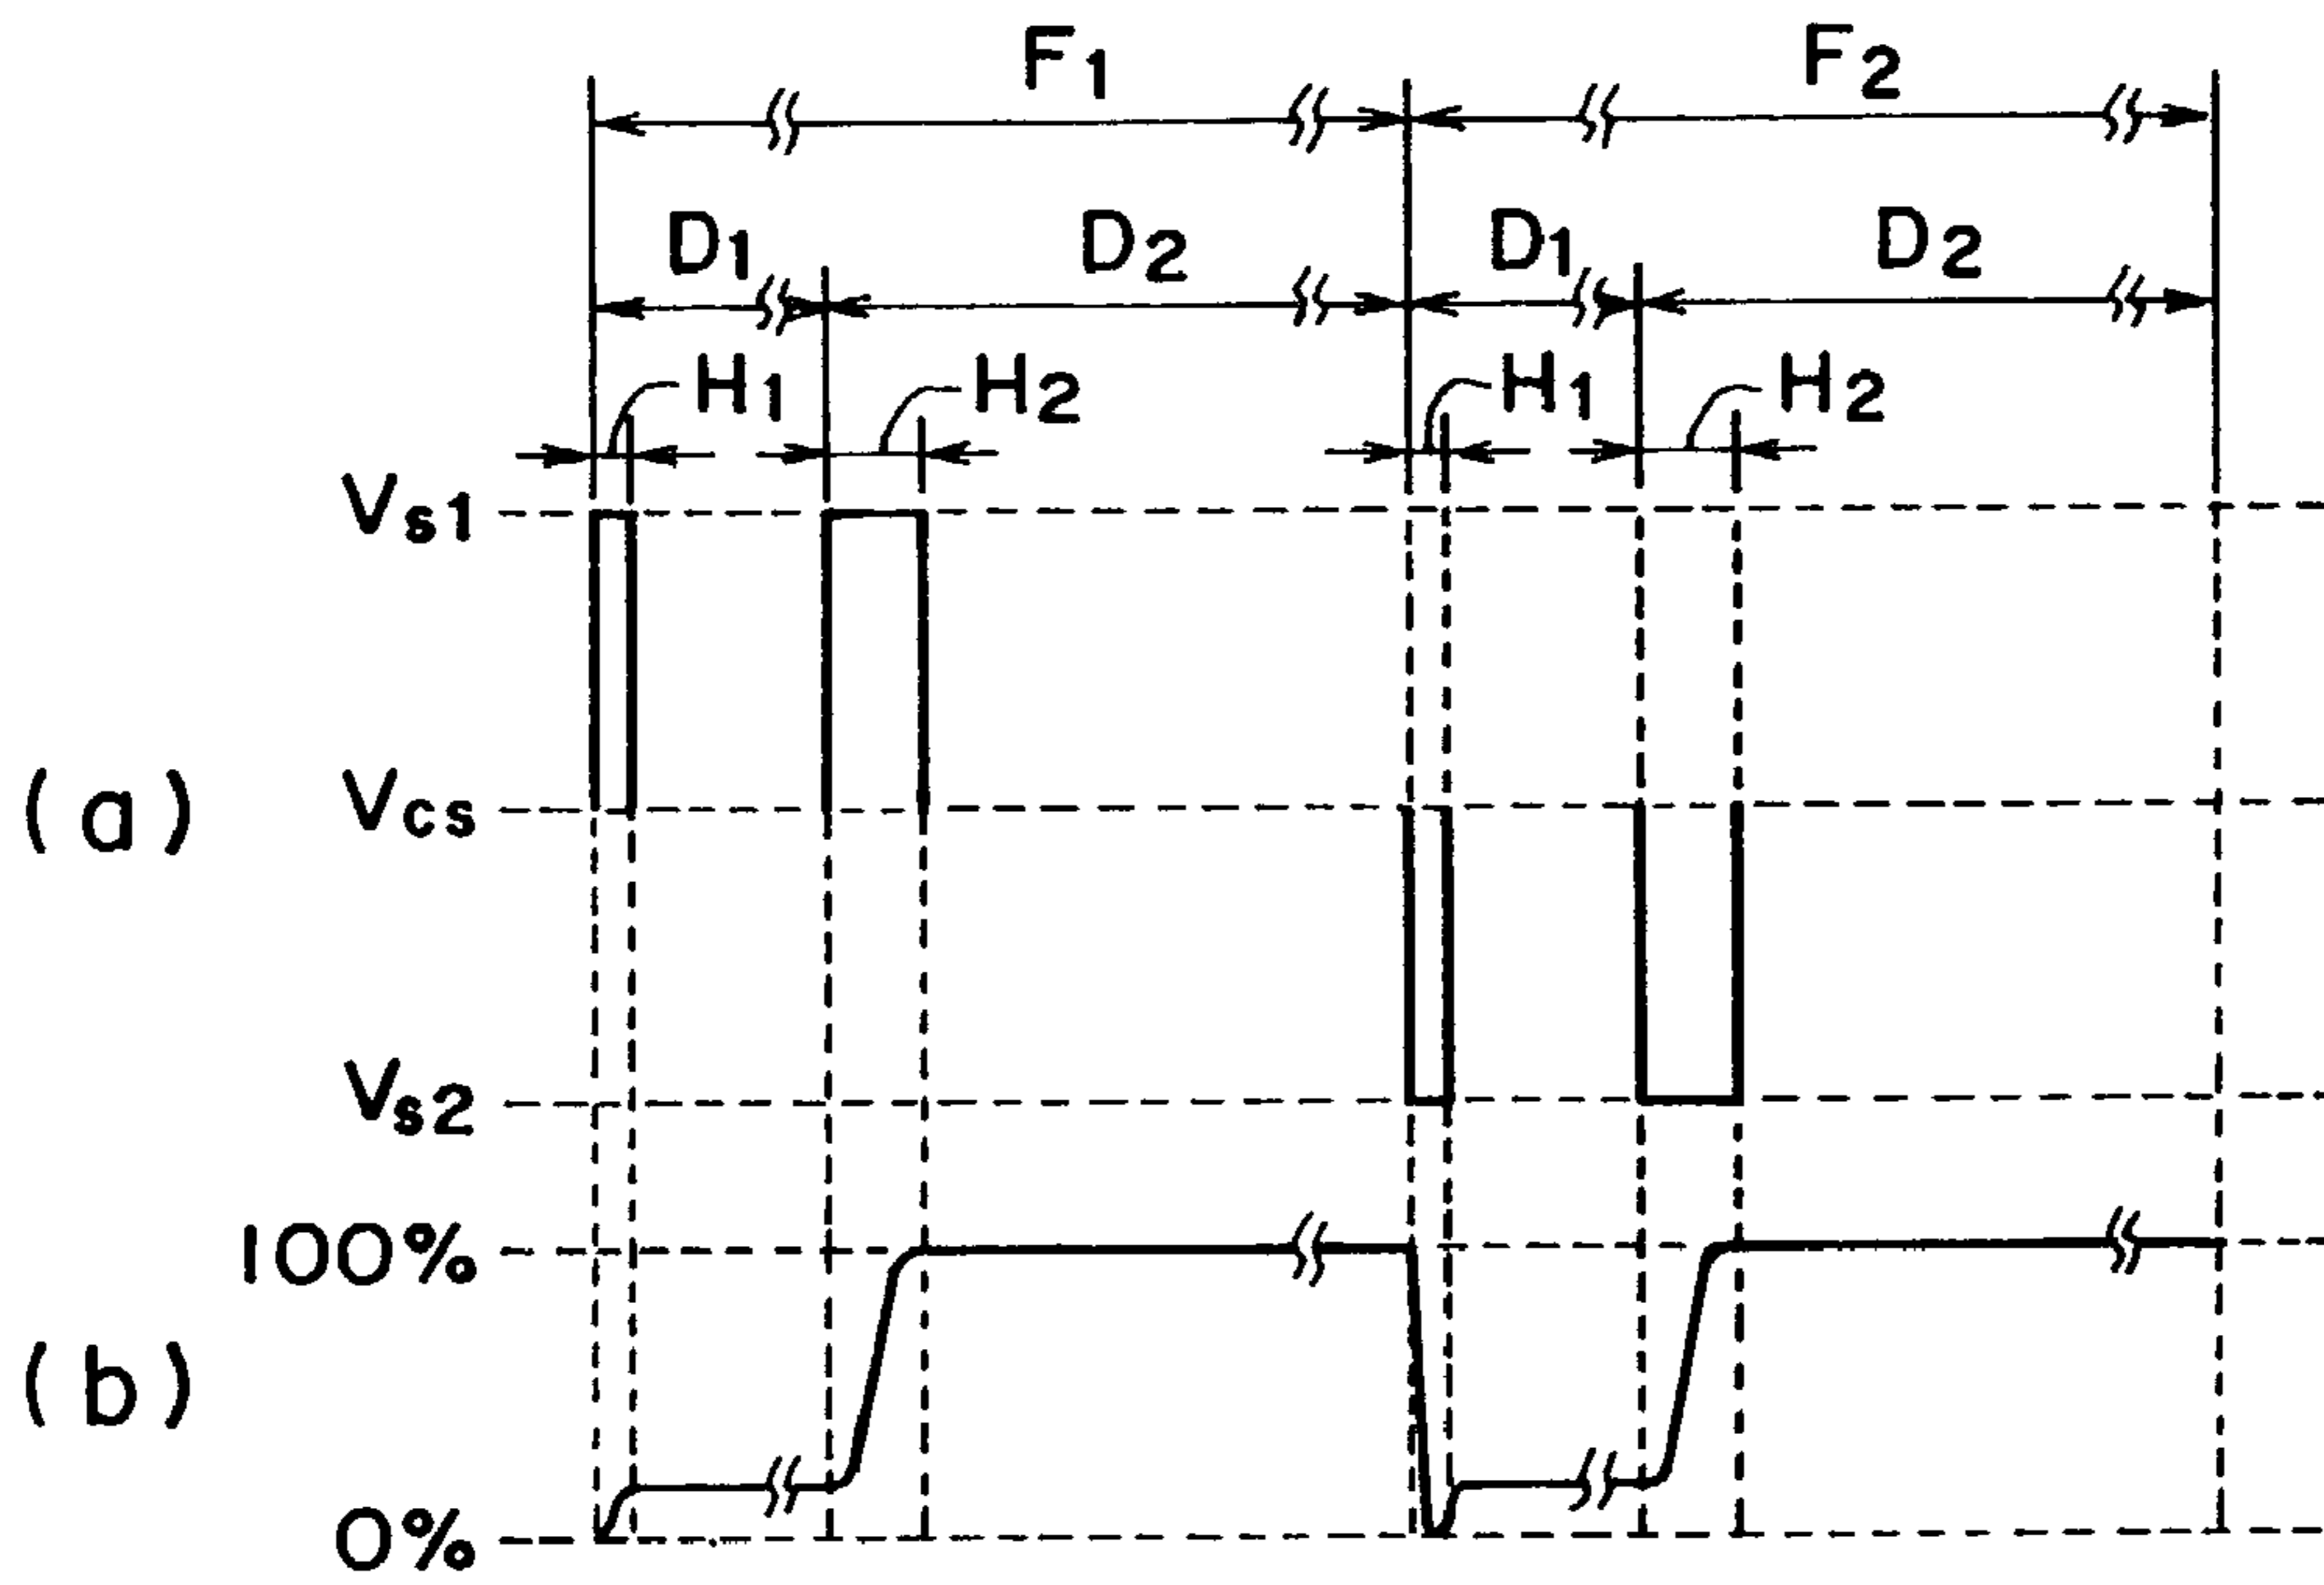 F1 F2
D1 D2 D1 D2
H1 H2 H1 H2
Vs1
(a) Vcs
Vs2
100%
(b)
0%